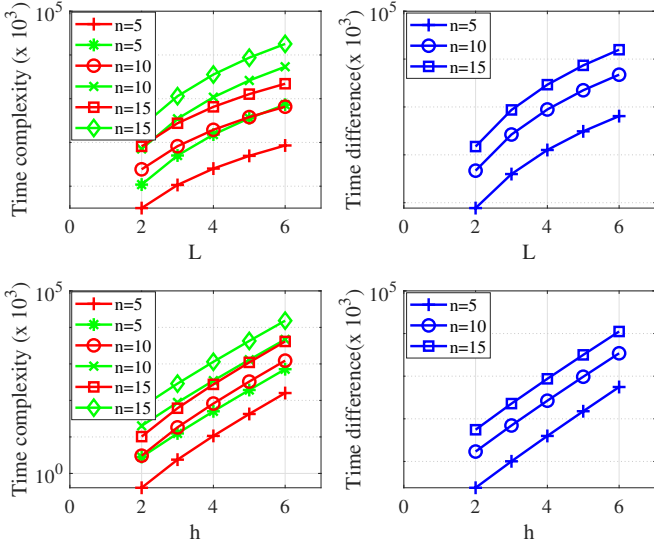 10^5
Time complexity (x 10^3)
n=5
n=5
n=10
n=10
n=15
n=15
0 2 4 6
L
10^5
Time difference(x 10^3)
n=5
n=10
n=15
0 2 4 6
L
10^5
10^0
Time complexity (x 10^3)
n=5
n=5
n=10
n=10
n=15
n=15
0 2 4 6
h
10^5
Time difference(x 10^3)
n=5
n=10
n=15
0 2 4 6
h